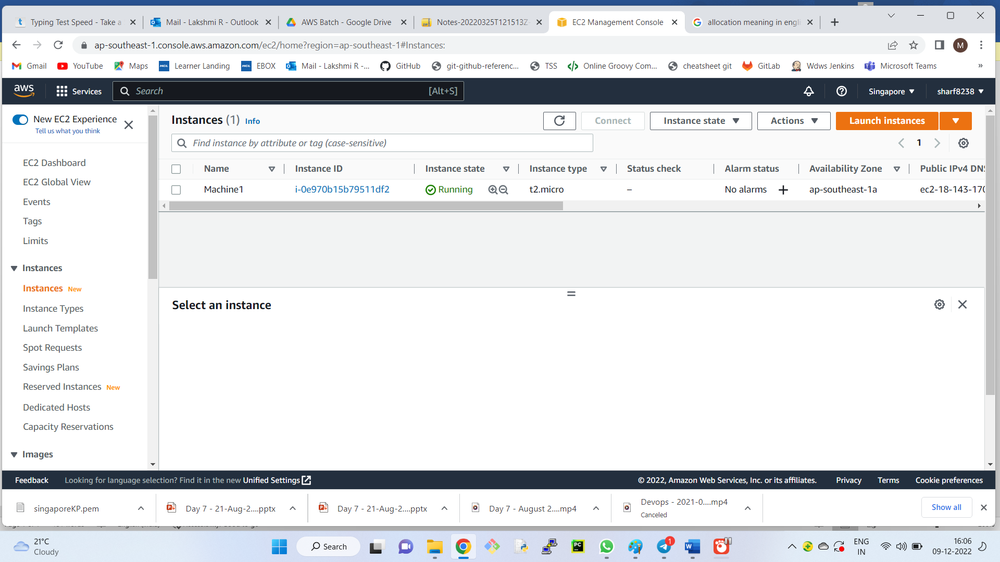 Typing Test Speed - Take a
Mail - Lakshmi R - Outlook
AWS Batch - Google Drive
Notes-20220325T121513Z-
EC2 Management Console
allocation meaning in engli
ap-southeast-1.console.aws.amazon.com/ec2/home?region=ap-southeast-1#Instances:
M
Gmail
YouTube
Maps
HCL
Learner Landing
HCL
EBOX
Mail - Lakshmi R -...
GitHub
git-github-referenc...
TSS
Online Groovy Com...
cheatsheet git
GitLab
Wdws Jenkins
Microsoft Teams
»
aws
Services
Search
[Alt+S]
Singapore
sharf8238
New EC2 Experience
Tell us what you think
EC2 Dashboard
EC2 Global View
Events
Tags
Limits
Instances
Instances New
Instance Types
Launch Templates
Spot Requests
Savings Plans
Reserved Instances New
Dedicated Hosts
Capacity Reservations
Images
Instances (1) Info
Connect
Instance state
Actions
Launch instances
Find instance by attribute or tag (case-sensitive)
1
Name
Instance ID
Instance state
Instance type
Status check
Alarm status
Availability Zone
Public IPv4 DNS
Machine1
i-0e970b15b79511df2
Running
t2.micro
–
No alarms
ap-southeast-1a
ec2-18-143-170
Select an instance
Feedback
Looking for language selection? Find it in the new Unified Settings
© 2022, Amazon Web Services, Inc. or its affiliates.
Privacy
Terms
Cookie preferences
singaporeKP.pem
Day 7 - 21-Aug-2....pptx
Day 7 - 21-Aug-2....pptx
Day 7 - August 2....mp4
Devops - 2021-0....mp4
Canceled
Show all
21°C
Cloudy
Search
PC
1
W
ENG
IN
16:06
09-12-2022